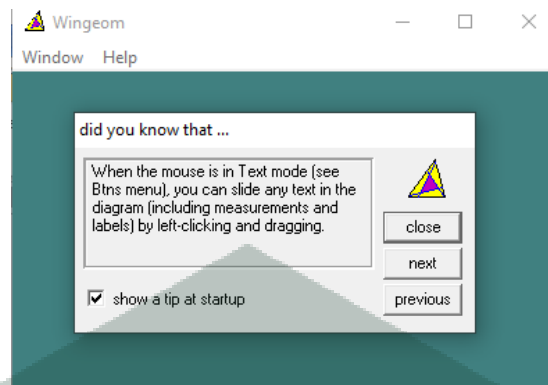 Wingeom
Window Help
did you know that ...
When the mouse is in Text mode (see
Btns menu), you can slide any text in the
diagram (including measurements and
labels) by left-clicking and dragging.
close
next
show a tip at startup
previous